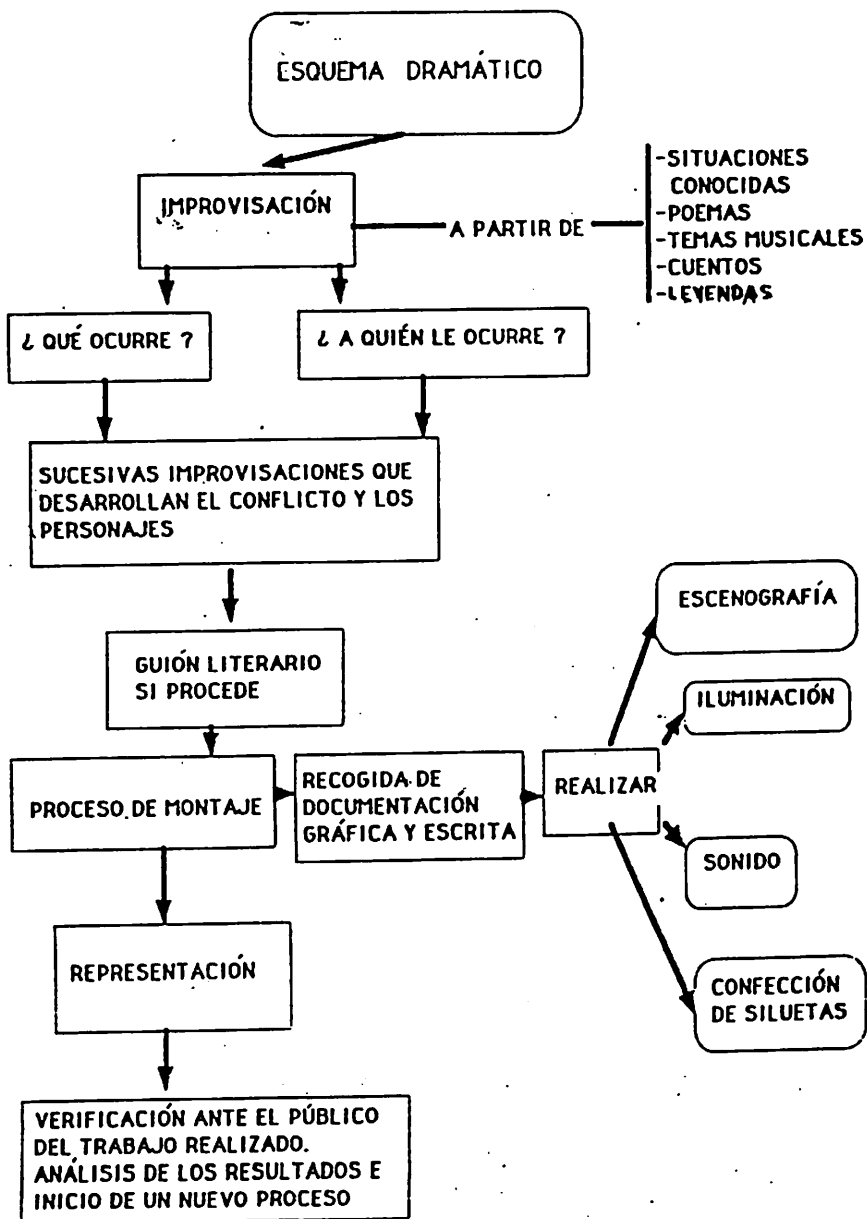 ESQUEMA DRAMÁTICO
IMPROVISACIÓN
A PARTIR DE
-SITUACIONES
CONOCIDAS
-POEMAS
-TEMAS MUSICALES
-CUENTOS
-LEYENDAS
¿ QUÉ OCURRE ?
¿ A QUIÉN LE OCURRE ?
SUCESIVAS IMPROVISACIONES QUE
DESARROLLAN EL CONFLICTO Y LOS
PERSONAJES
GUIÓN LITERARIO
SI PROCEDE
PROCESO DE MONTAJE
RECOGIDA DE
DOCUMENTACIÓN
GRÁFICA Y ESCRITA
REALIZAR
ESCENOGRAFÍA
ILUMINACIÓN
SONIDO
CONFECCIÓN
DE SILUETAS
REPRESENTACIÓN
VERIFICACIÓN ANTE EL PÚBLICO
DEL TRABAJO REALIZADO.
ANÁLISIS DE LOS RESULTADOS E
INICIO DE UN NUEVO PROCESO